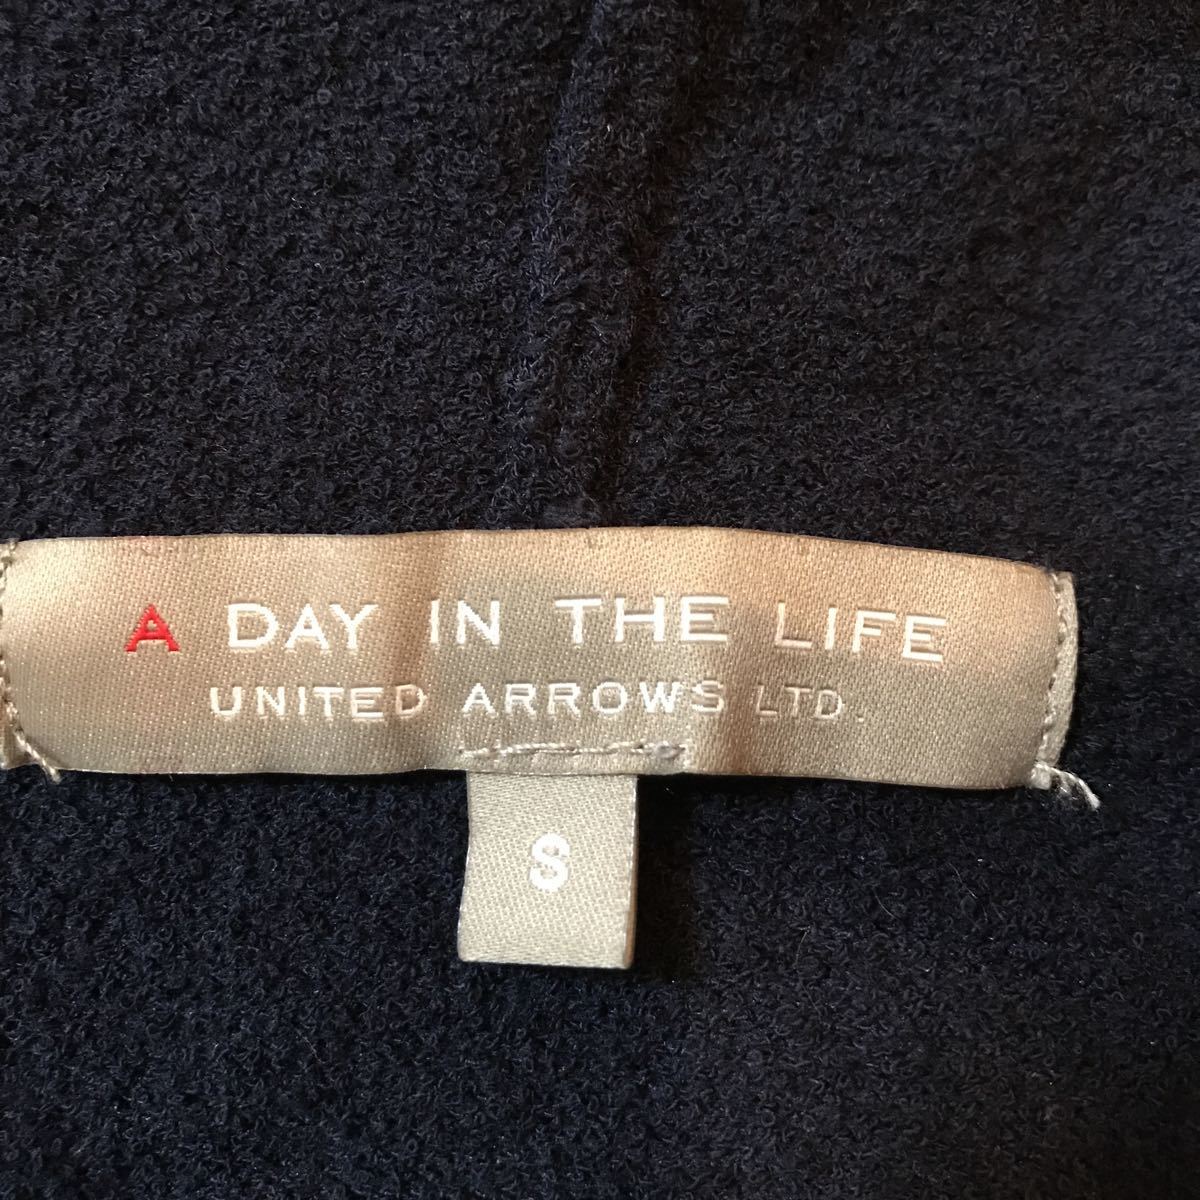 A DAY IN THE LIFE
UNITED ARROWS LTD.
S